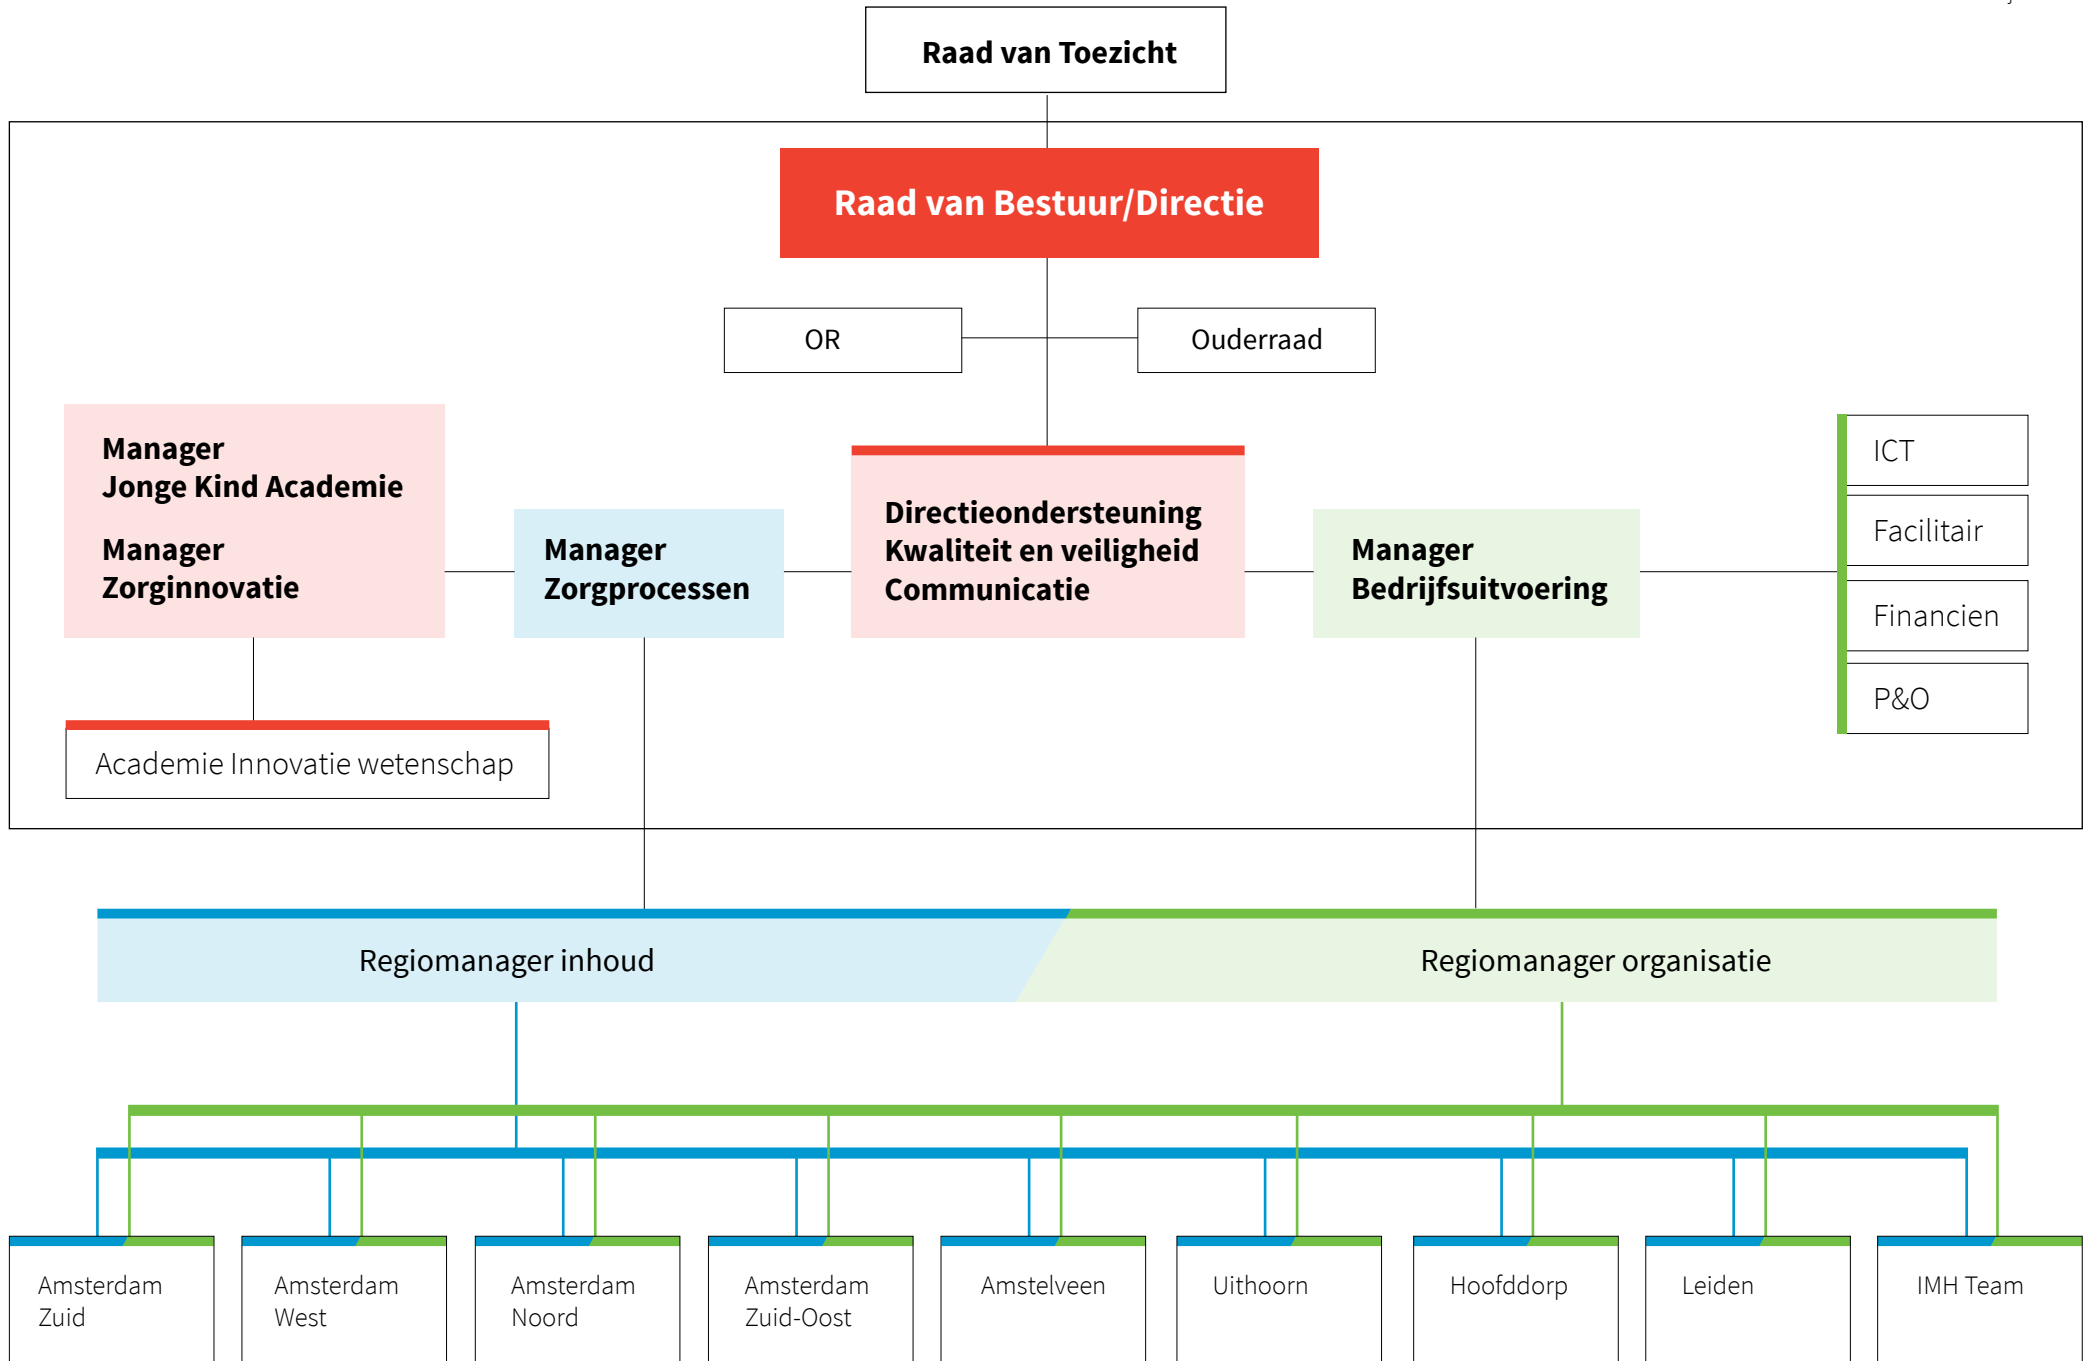 Raad van Toezicht
Raad van Bestuur/Directie
OR
Ouderraad
Manager
Jonge Kind Academie
Manager
Zorginnovatie
Manager
Zorgprocessen
Directieondersteuning
Kwaliteit en veiligheid
Communicatie
Manager
Bedrijfsuitvoering
ICT
Facilitair
Financien
P&O
Academie Innovatie wetenschap
Regiomanager inhoud
Regiomanager organisatie
Amsterdam
Zuid
Amsterdam
West
Amsterdam
Noord
Amsterdam
Zuid-Oost
Amstelveen
Uithoorn
Hoofddorp
Leiden
IMH Team